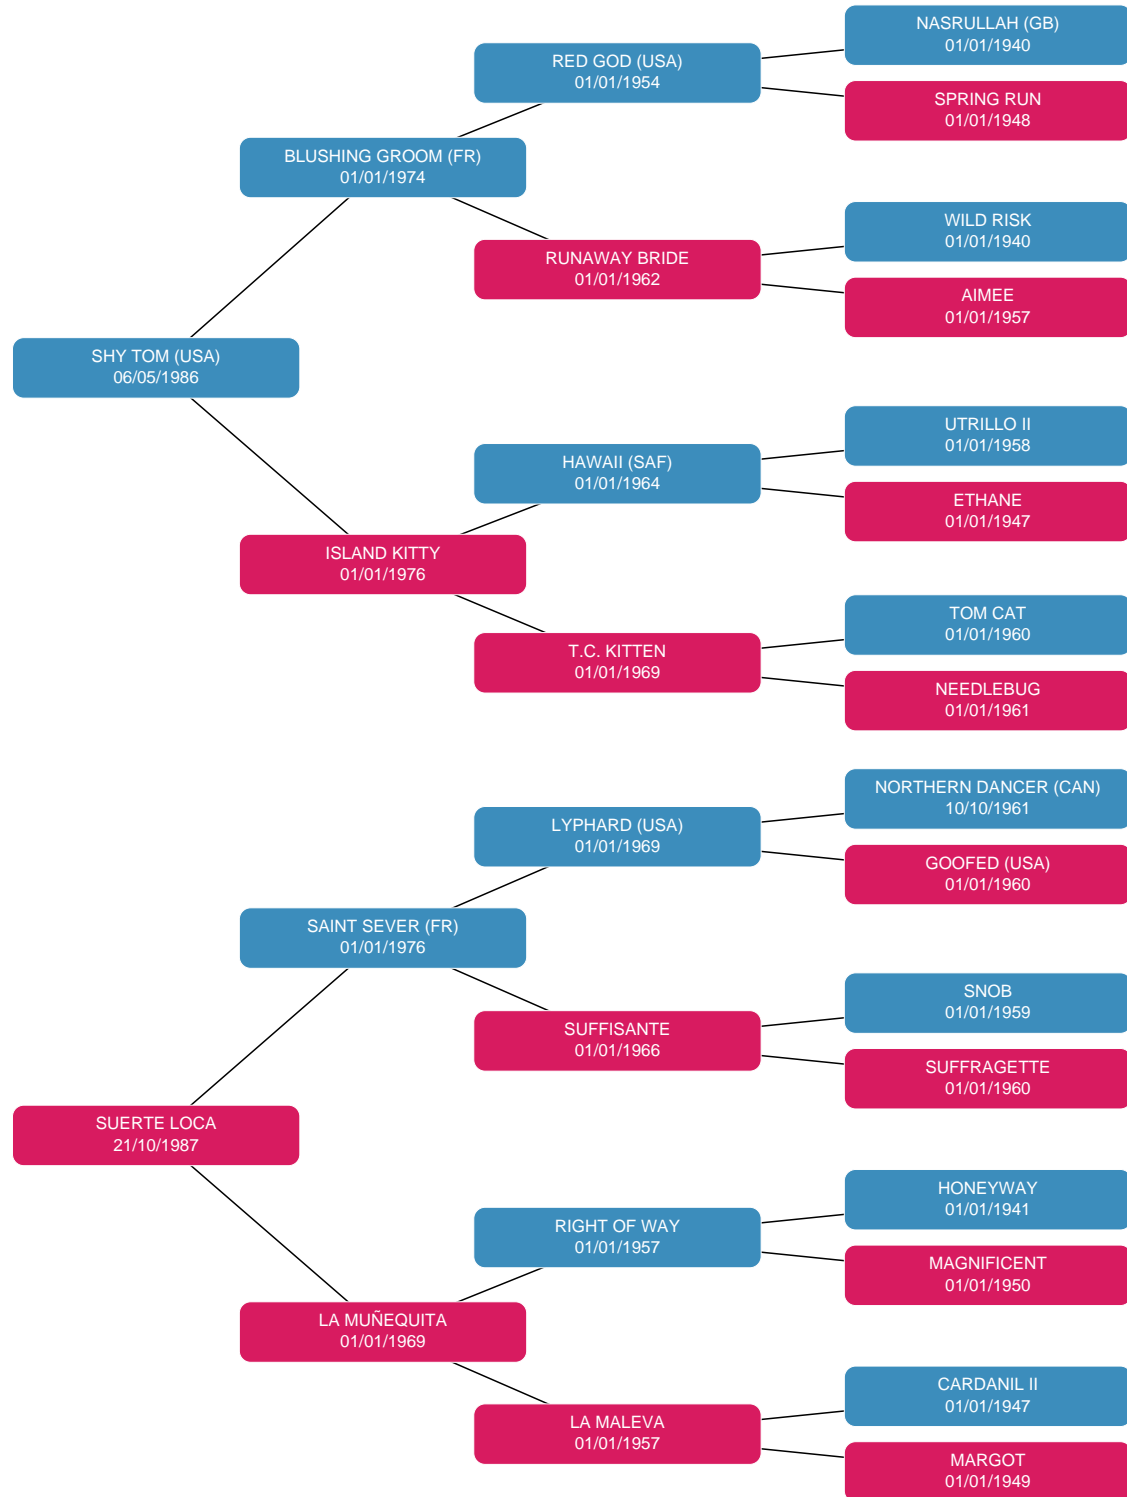 NASRULLAH (GB)
01/01/1940
RED GOD (USA)
01/01/1954
SPRING RUN
01/01/1948
BLUSHING GROOM (FR)
01/01/1974
WILD RISK
01/01/1940
RUNAWAY BRIDE
01/01/1962
AIMEE
01/01/1957
SHY TOM (USA)
06/05/1986
UTRILLO II
01/01/1958
HAWAII (SAF)
01/01/1964
ETHANE
01/01/1947
ISLAND KITTY
01/01/1976
TOM CAT
01/01/1960
T.C. KITTEN
01/01/1969
NEEDLEBUG
01/01/1961
NORTHERN DANCER (CAN)
10/10/1961
LYPHARD (USA)
01/01/1969
GOOFED (USA)
01/01/1960
SAINT SEVER (FR)
01/01/1976
SNOB
01/01/1959
SUFFISANTE
01/01/1966
SUFFRAGETTE
01/01/1960
SUERTE LOCA
21/10/1987
HONEYWAY
01/01/1941
RIGHT OF WAY
01/01/1957
MAGNIFICENT
01/01/1950
LA MUÑEQUITA
01/01/1969
CARDANIL II
01/01/1947
LA MALEVA
01/01/1957
MARGOT
01/01/1949